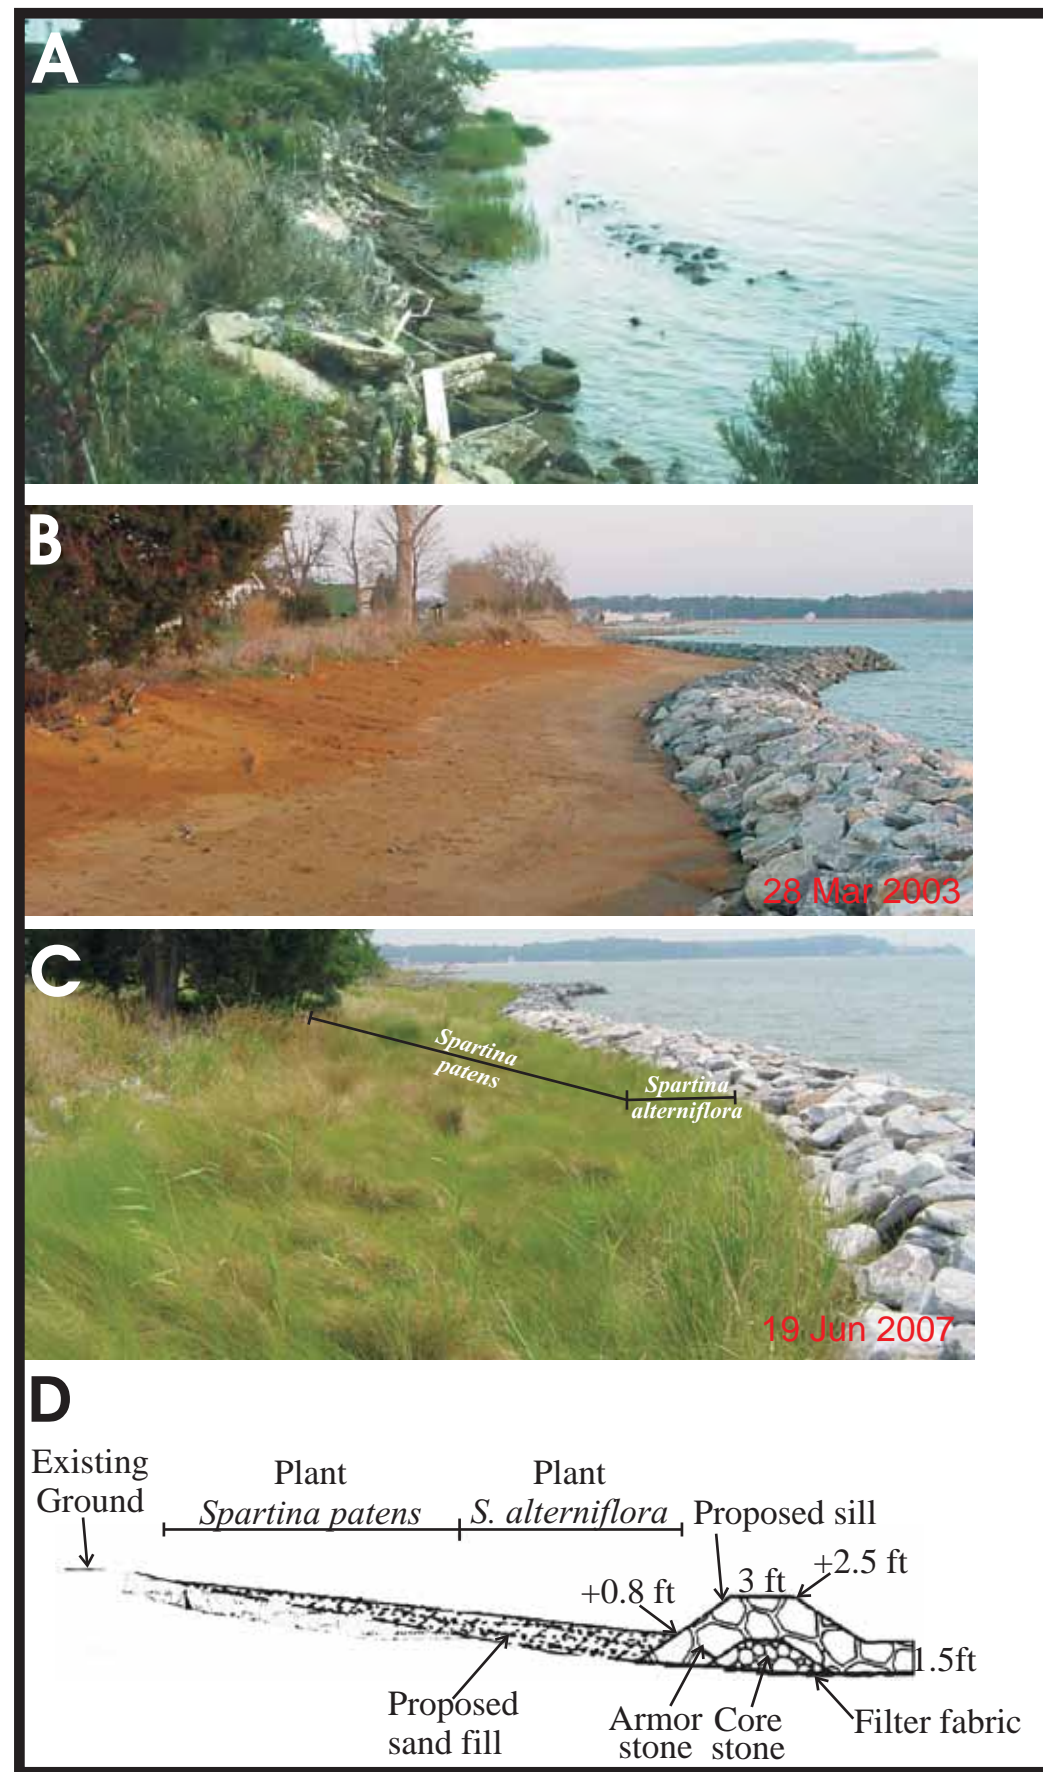 A
B
28 Mar 2003
C
Spartina
patens
Spartina
alterniflora
19 Jun 2007
D
Existing
Ground
Plant
Spartina patens
Plant
S. alterniflora
Proposed sill
+0.8 ft
3 ft
+2.5 ft
1.5ft
Proposed
sand fill
Armor
stone
Core
stone
Filter fabric